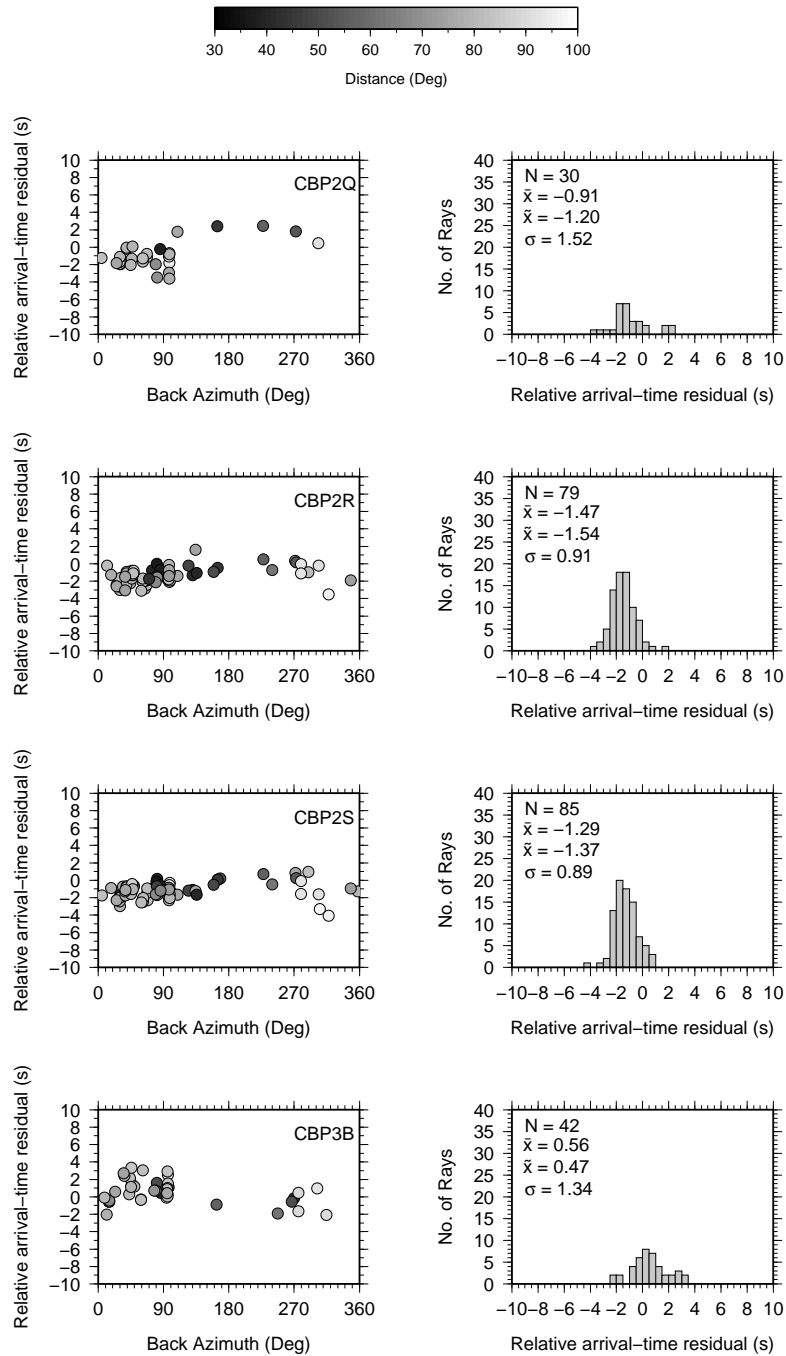 30 40 50 60 70 80 90 100
Distance (Deg)
Relative arrival−time residual (s)
10
8
6
4
2
0
−2
−4
−6
−8
−10
CBP2Q
0 90 180 270 360
Back Azimuth (Deg)
No. of Rays
40
35
30
25
20
15
10
5
0
N = 30
x̄ = −0.91
x̃ = −1.20
σ = 1.52
−10−8 −6 −4 −2 0 2 4 6 8 10
Relative arrival−time residual (s)
Relative arrival−time residual (s)
10
8
6
4
2
0
−2
−4
−6
−8
−10
CBP2R
0 90 180 270 360
Back Azimuth (Deg)
No. of Rays
40
35
30
25
20
15
10
5
0
N = 79
x̄ = −1.47
x̃ = −1.54
σ = 0.91
−10−8 −6 −4 −2 0 2 4 6 8 10
Relative arrival−time residual (s)
Relative arrival−time residual (s)
10
8
6
4
2
0
−2
−4
−6
−8
−10
CBP2S
0 90 180 270 360
Back Azimuth (Deg)
No. of Rays
40
35
30
25
20
15
10
5
0
N = 85
x̄ = −1.29
x̃ = −1.37
σ = 0.89
−10−8 −6 −4 −2 0 2 4 6 8 10
Relative arrival−time residual (s)
Relative arrival−time residual (s)
10
8
6
4
2
0
−2
−4
−6
−8
−10
CBP3B
0 90 180 270 360
Back Azimuth (Deg)
No. of Rays
40
35
30
25
20
15
10
5
0
N = 42
x̄ = 0.56
x̃ = 0.47
σ = 1.34
−10−8 −6 −4 −2 0 2 4 6 8 10
Relative arrival−time residual (s)